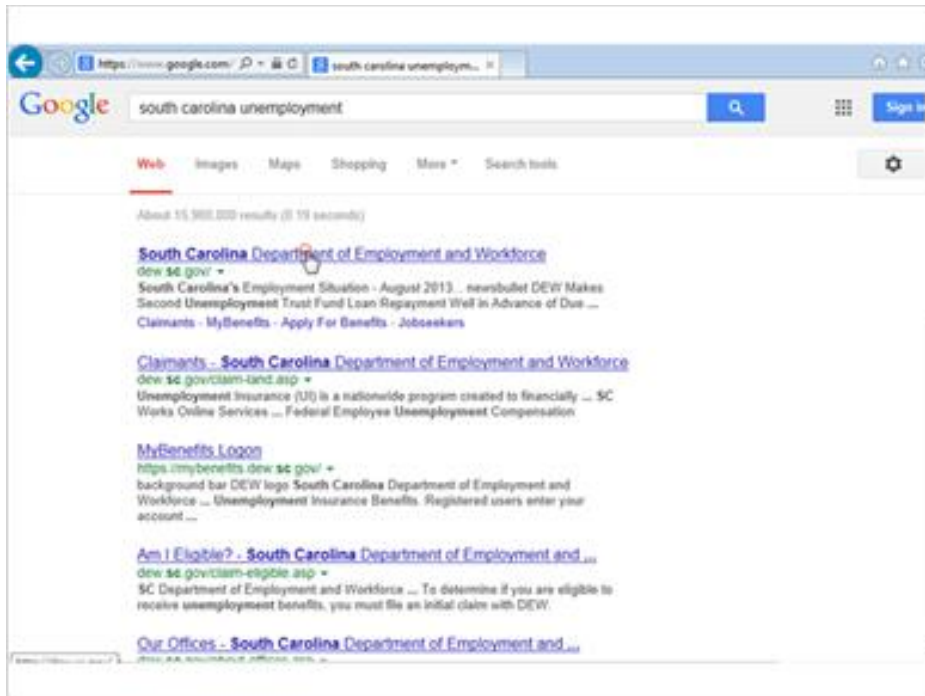 https://www.google.com/ south carolina unemploym...
Google south carolina unemployment Sign in
Web Images Maps Shopping More Search tools
About 15,900,000 results (0.19 seconds)
South Carolina Department of Employment and Workforce
dew.sc.gov/
South Carolina's Employment Situation - August 2013... newsbullet DEW Makes
Second Unemployment Trust Fund Loan Repayment Well in Advance of Due ...
Claimants - MyBenefits - Apply For Benefits - Jobseekers
Claimants - South Carolina Department of Employment and Workforce
dew.sc.gov/claim-land.asp
Unemployment Insurance (UI) is a nationwide program created to financially ... SC
Works Online Services ... Federal Employee Unemployment Compensation
MyBenefits Logon
https://mybenefits.dew.sc.gov/
background bar DEW logo South Carolina Department of Employment and
Workforce ... Unemployment Insurance Benefits. Registered users enter your
account ...
Am I Eligible? - South Carolina Department of Employment and ...
dew.sc.gov/claim-eligible.asp
SC Department of Employment and Workforce ... To determine if you are eligible to
receive unemployment benefits, you must file an initial claim with DEW.
Our Offices - South Carolina Department of Employment and ...